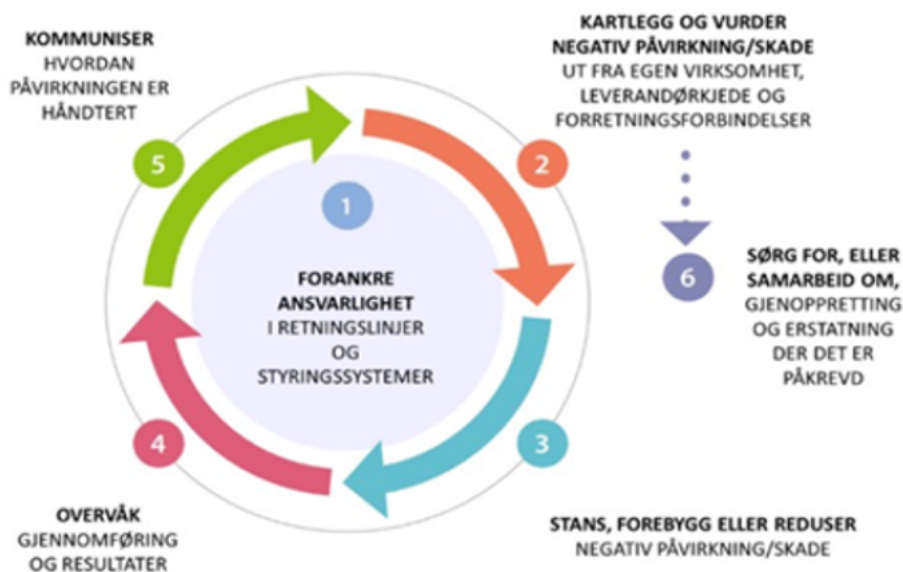 KOMMUNISER
HVORDAN
PÅVIRKNINGEN ER
HÅNDTERT
5
KARTLEGG OG VURDER
NEGATIV PÅVIRKNING/SKADE
UT FRA EGEN VIRKSOMHET,
LEVERANDØRKJEDE OG
FORRETNINGSFORBINDELSER
2
1
FORANKRE
ANSVARLIGHET
I RETNINGSLINJER
OG
STYRINGSSYSTEMER
6
SØRG FOR, ELLER
SAMARBEID OM,
GJENOPPRETTING
OG ERSTATNING
DER DET ER
PÅKREVD
4
OVERVÅK
GJENNOMFØRING
OG RESULTATER
3
STANS, FOREBYGG ELLER REDUSER
NEGATIV PÅVIRKNING/SKADE